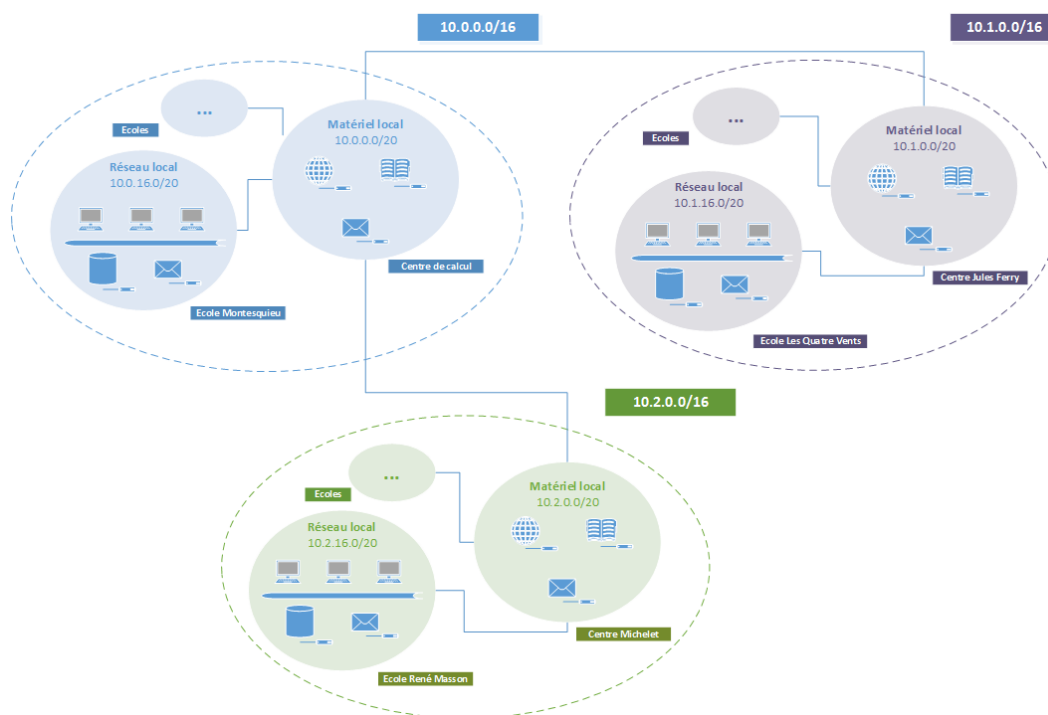 10.0.0.0/16
10.1.0.0/16
...
Ecoles
Matériel local
10.0.0.0/20
Réseau local
10.0.16.0/20
Centre de calcul
Ecole Montesquieu
...
Ecoles
Matériel local
10.1.0.0/20
Réseau local
10.1.16.0/20
Centre Jules Ferry
Ecole Les Quatre Vents
10.2.0.0/16
...
Ecoles
Matériel local
10.2.0.0/20
Réseau local
10.2.16.0/20
Centre Michelet
Ecole René Masson